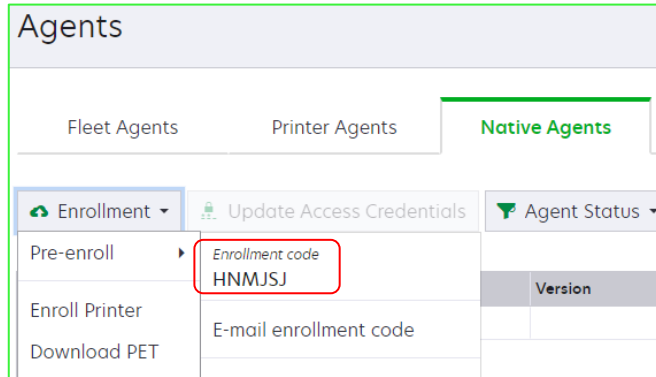 Agents
Fleet Agents Printer Agents Native Agents
Enrollment Update Access Credentials Agent Status
Pre-enroll Enrollment code
HNMJSJ
Version
Enroll Printer E-mail enrollment code
Download PET